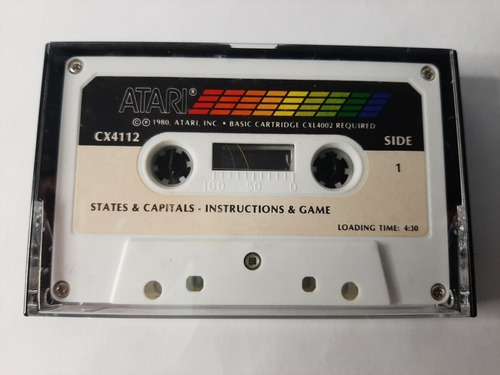 ATARI®
©℗ 1980, ATARI, INC. • BASIC CARTRIDGE CXL4002 REQUIRED
CX4112
SIDE
1
100 50 0
STATES & CAPITALS - INSTRUCTIONS & GAME
LOADING TIME: 4:30